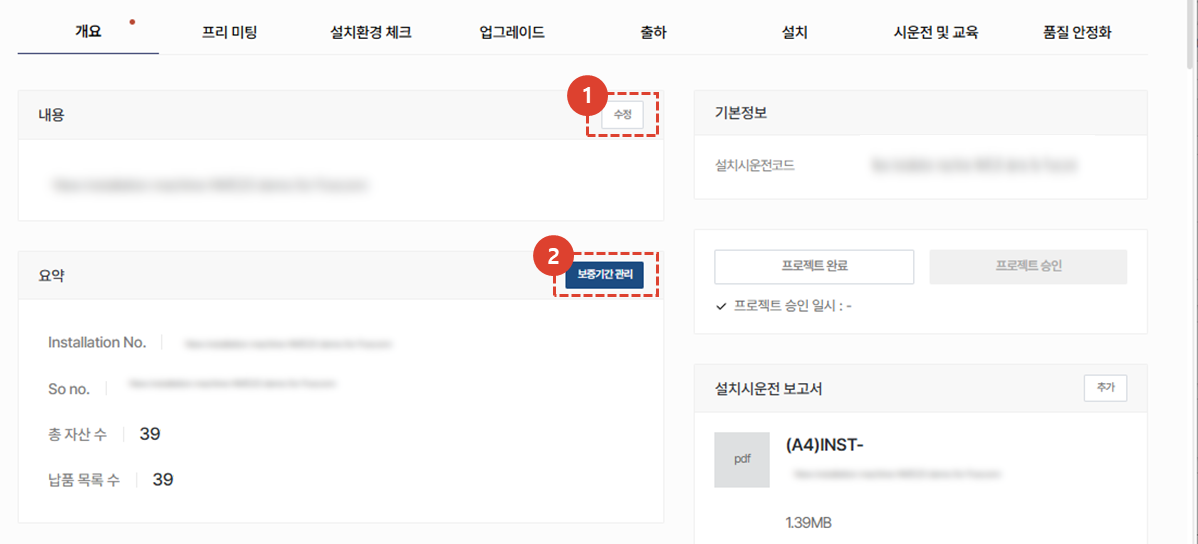 개요
프리 미팅
설치환경 체크
업그레이드
출하
설치
시운전 및 교육
품질 안정화
내용
1
수정
요약
2
보증기간 관리
Installation No.
So no.
총 자산 수 39
납품 목록 수 39
기본정보
설치시운전코드
프로젝트 완료
프로젝트 승인
프로젝트 승인 일시 : -
설치시운전 보고서
추가
pdf
(A4)INST-
1.39MB